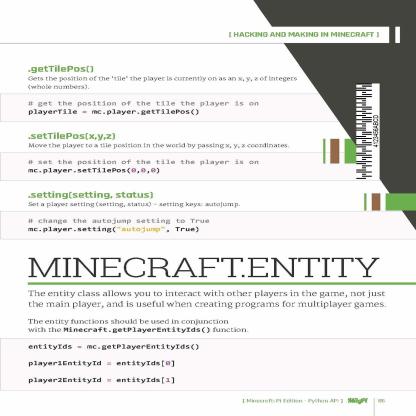 [ HACKING AND MAKING IN MINECRAFT ]
.getTilePos()
Gets the position of the 'tile' the player is currently on as an x, y, z of integers
(whole numbers).
# get the position of the tile the player is on
playerTile = mc.player.getTilePos()
.setTilePos(x,y,z)
Move the player to a tile position in the world by passing x, y, z coordinates.
# set the position of the tile the player is on
mc.player.setTilePos(0,0,0)
.setting(setting, status)
Set a player setting (setting, status) - setting keys: autojump.
# change the autojump setting to True
mc.player.setting("autojump", True)
MINECRAFT.ENTITY
The entity class allows you to interact with other players in the game, not just
the main player, and is useful when creating programs for multiplayer games.
The entity functions should be used in conjunction
with the Minecraft.getPlayerEntityIds() function.
entityIds = mc.getPlayerEntityIds()
player1EntityId = entityIds[0]
player2EntityId = entityIds[1]
[ Minecraft: Pi Edition - Python API ]